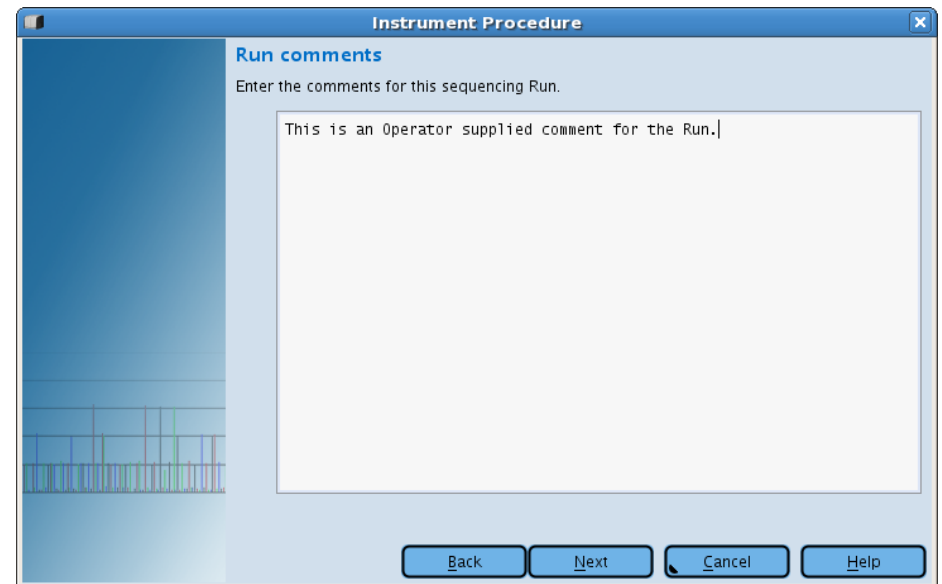 Instrument Procedure
Run comments
Enter the comments for this sequencing Run.
This is an Operator supplied comment for the Run.
Back Next Cancel Help